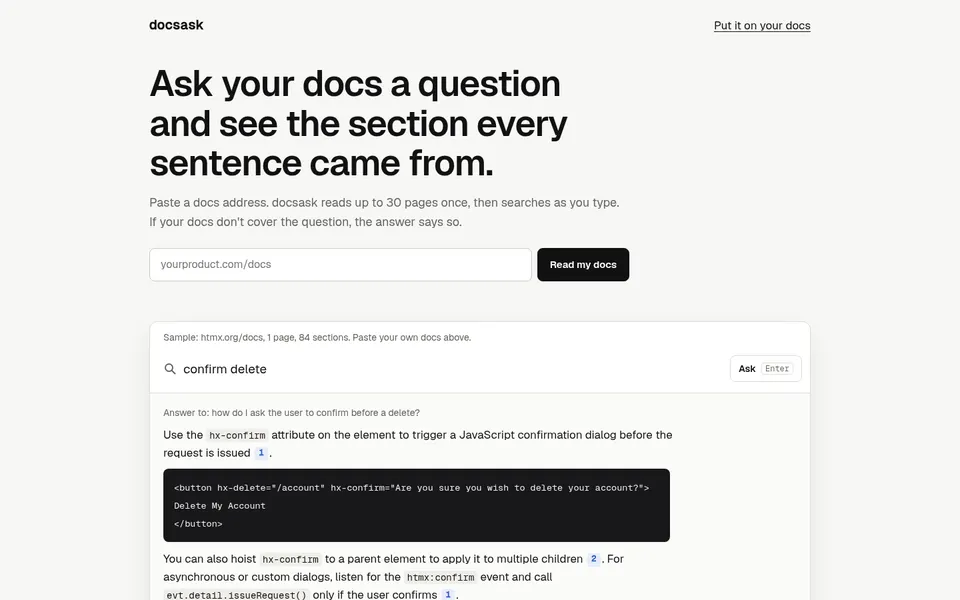 docsask
Put it on your docs
Ask your docs a question
and see the section every
sentence came from.
Paste a docs address. docsask reads up to 30 pages once, then searches as you type.
If your docs don't cover the question, the answer says so.
yourproduct.com/docs
Read my docs
Sample: htmx.org/docs, 1 page, 84 sections. Paste your own docs above.
confirm delete
Ask Enter
Answer to: how do I ask the user to confirm before a delete?
Use the hx-confirm attribute on the element to trigger a JavaScript confirmation dialog before the
request is issued 1.
<button hx-delete="/account" hx-confirm="Are you sure you wish to delete your account?">
Delete My Account
</button>
You can also hoist hx-confirm to a parent element to apply it to multiple children 2. For
asynchronous or custom dialogs, listen for the htmx:confirm event and call
evt.detail.issueRequest() only if the user confirms 1.